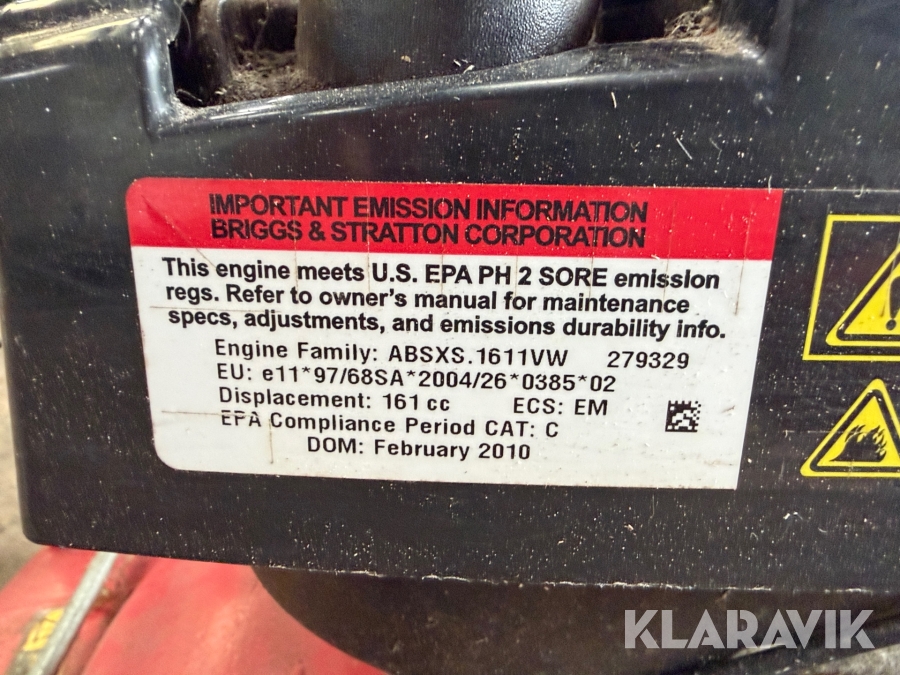 IMPORTANT EMISSION INFORMATION
BRIGGS & STRATTON CORPORATION
This engine meets U.S. EPA PH 2 SORE emission
regs. Refer to owner's manual for maintenance
specs, adjustments, and emissions durability info.
Engine Family: ABSXS.1611VW 279329
EU: e11*97/68SA*2004/26*0385*02
Displacement: 161 cc ECS: EM
EPA Compliance Period CAT: C
DOM: February 2010
KLARAVIK